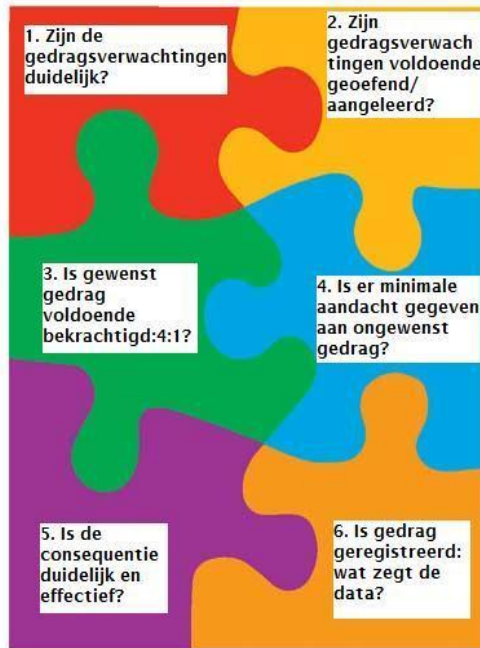 1. Zijn de
gedragsverwachtingen
duidelijk?
2. Zijn
gedragsverwach
tingen voldoende
geoefend/
aangeleerd?
3. Is gewenst
gedrag
voldoende
bekrachtigd:4:1?
4. Is er minimale
aandacht gegeven
aan ongewenst
gedrag?
5. Is de
consequentie
duidelijk en
effectief?
6. Is gedrag
geregistreerd:
wat zegt de
data?